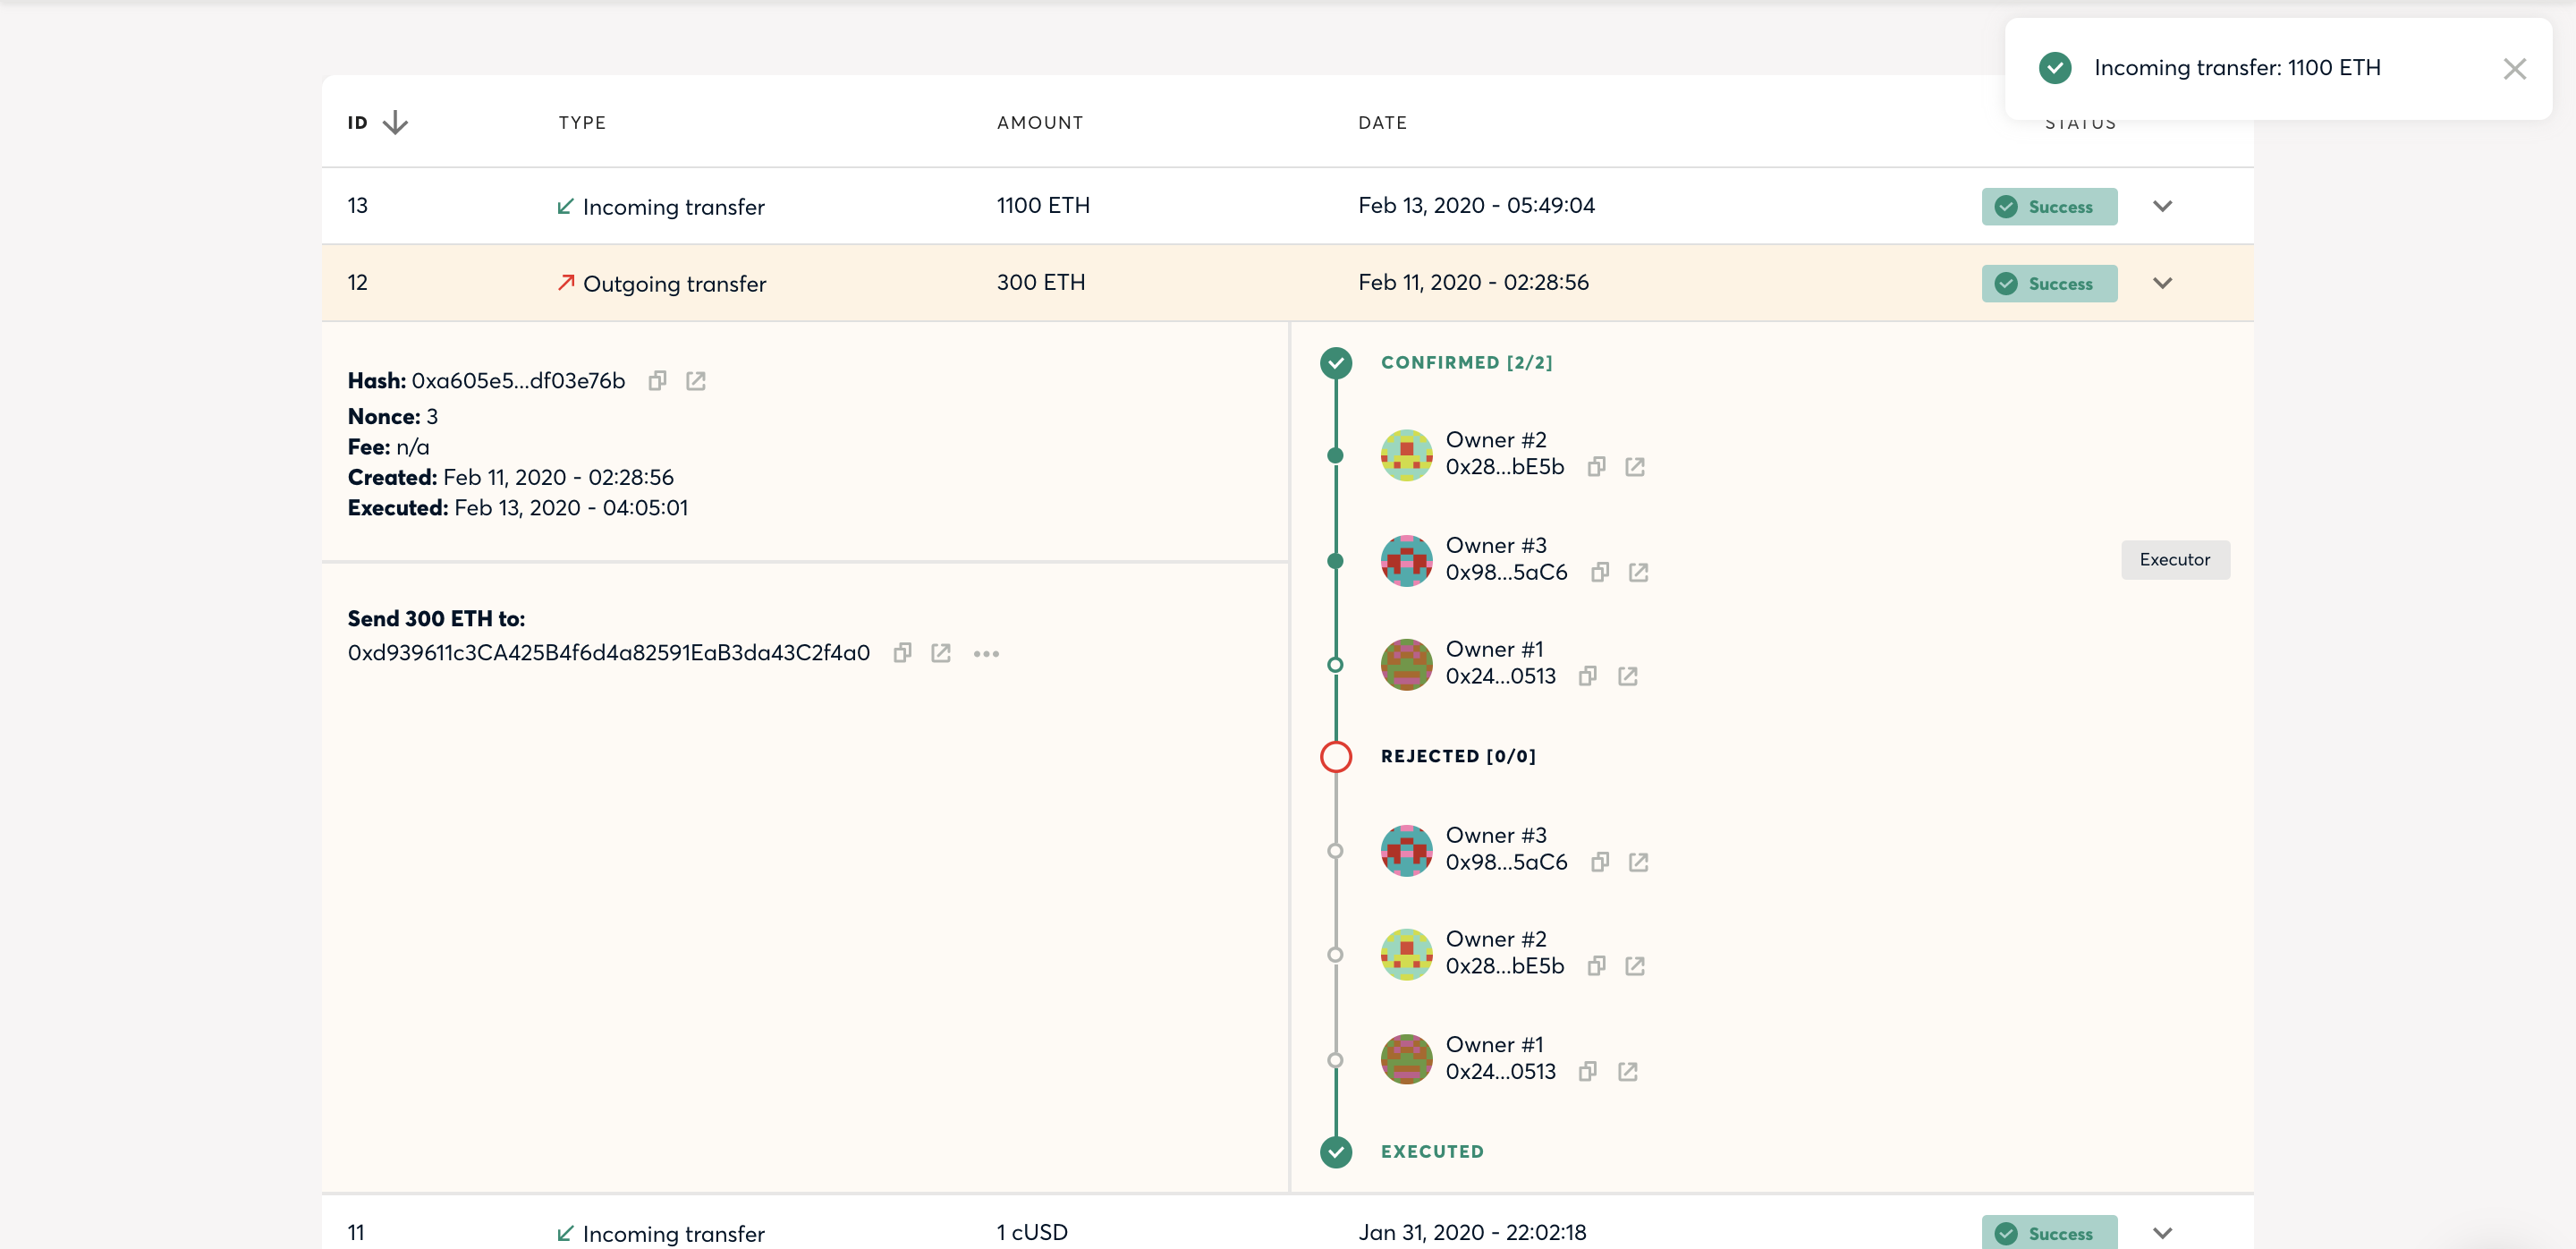 Incoming transfer: 1100 ETH
ID TYPE AMOUNT DATE STATUS
13 Incoming transfer 1100 ETH Feb 13, 2020 - 05:49:04 Success
12 Outgoing transfer 300 ETH Feb 11, 2020 - 02:28:56 Success
Hash: 0xa605e5...df03e76b
Nonce: 3
Fee: n/a
Created: Feb 11, 2020 - 02:28:56
Executed: Feb 13, 2020 - 04:05:01
Send 300 ETH to:
0xd939611c3CA425B4f6d4a82591EaB3da43C2f4a0
CONFIRMED [2/2]
Owner #2
0x28...bE5b
Owner #3
0x98...5aC6
Executor
Owner #1
0x24...0513
REJECTED [0/0]
Owner #3
0x98...5aC6
Owner #2
0x28...bE5b
Owner #1
0x24...0513
EXECUTED
11 Incoming transfer 1 cUSD Jan 31, 2020 - 22:02:18 Success